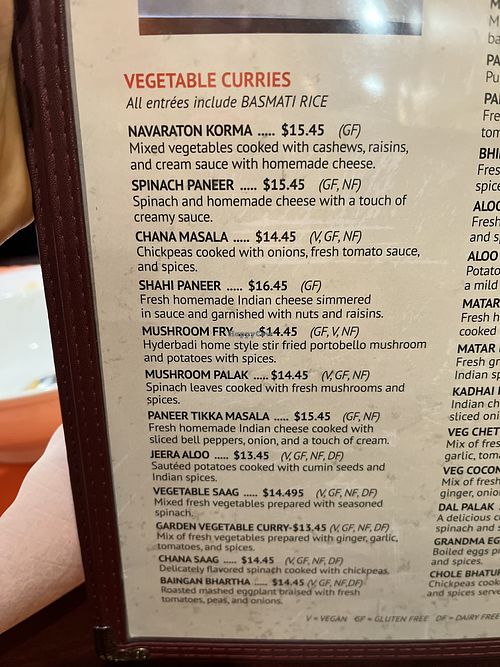 VEGETABLE CURRIES
All entrées include BASMATI RICE
NAVARATON KORMA ..... $15.45 (GF)
Mixed vegetables cooked with cashews, raisins,
and cream sauce with homemade cheese.
SPINACH PANEER ..... $15.45 (GF, NF)
Spinach and homemade cheese with a touch of
creamy sauce.
CHANA MASALA ..... $14.45 (V, GF, NF)
Chickpeas cooked with onions, fresh tomato sauce,
and spices.
SHAHI PANEER ..... $16.45 (GF)
Fresh homemade Indian cheese simmered
in sauce and garnished with nuts and raisins.
MUSHROOM FRY ..... $14.45 (GF, V, NF)
Hyderbadi home style stir fried portobello mushroom
and potatoes with spices.
MUSHROOM PALAK ..... $14.45 (V, GF, NF)
Spinach leaves cooked with fresh mushrooms and
spices.
PANEER TIKKA MASALA ..... $15.45 (GF, NF)
Fresh homemade Indian cheese cooked with
sliced bell peppers, onion, and a touch of cream.
JEERA ALOO ..... $13.45 (V, GF, NF, DF)
Sautéed potatoes cooked with cumin seeds and
Indian spices.
VEGETABLE SAAG ..... $14.495 (V, GF, NF, DF)
Mixed fresh vegetables prepared with seasoned
spinach.
GARDEN VEGETABLE CURRY-$13.45 (V, GF, NF, DF)
Mix of fresh vegetables prepared with ginger, garlic,
tomatoes, and spices.
CHANA SAAG ..... $14.45 (V, GF, NF, DF)
Delicately flavored spinach cooked with chickpeas.
BAINGAN BHARTHA ..... $14.45 (V, GF, NF,DF)
Roasted mashed eggplant braised with fresh
tomatoes, peas, and onions.
V = VEGAN GF = GLUTEN FREE DF = DAIRY FREE
BHI
spice
ALOO
Fresh
and s
ALOO
Potato
a mild
MATAR
Fresh h
cooked
MATAR
Fresh gr
Indian sp
KADHAI
Indian ch
sliced oni
VEG CHET
Mix of fres
garlic, toma
VEG COCON
Mix of fresh
ginger, onio
DAL PALAK
A delicious c
spinach and s
GRANDMA EG
Boiled eggs p
and spices.
CHOLE BHATUR
Chickpeas cooke
and spices serve